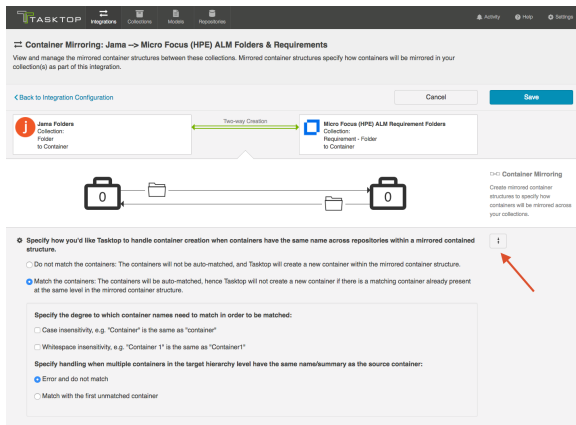 TASKTOP
Integrations
Collections
Models
Repositories
Activity
Help
Settings
Container Mirroring: Jama --> Micro Focus (HPE) ALM Folders & Requirements
View and manage the mirrored container structures between these collections. Mirrored container structures specify how containers will be mirrored in your
collection(s) as part of this integration.
Back to Integration Configuration
Cancel
Save
Jama Folders
Collection:
Folder
to Container
Two-way Creation
Micro Focus (HPE) ALM Requirement Folders
Collection:
Requirement - Folder
to Container
0
0
Container Mirroring
Create mirrored container
structures to specify how
containers will be mirrored across
your collections.
Specify how you'd like Tasktop to handle container creation when containers have the same name across repositories within a mirrored contained
structure.
Do not match the containers: The containers will not be auto-matched, and Tasktop will create a new container within the mirrored container structure.
Match the containers: The containers will be auto-matched, hence Tasktop will not create a new container if there is a matching container already present
at the same level in the mirrored container structure.
Specify the degree to which container names need to match in order to be matched:
Case insensitivity, e.g. "Container" is the same as "container"
Whitespace insensitivity, e.g. "Container 1" is the same as "Container1"
Specify handling when multiple containers in the target hierarchy level have the same name/summary as the source container:
Error and do not match
Match with the first unmatched container